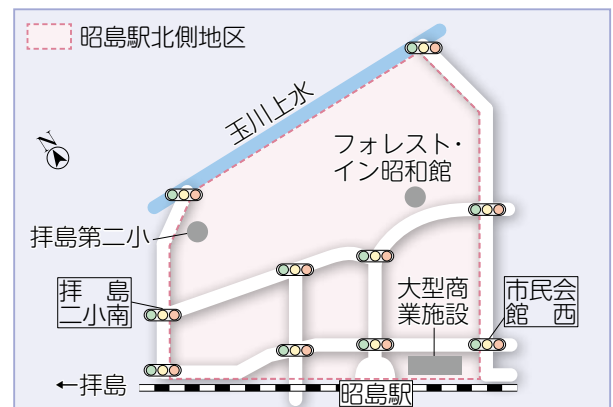 昭島駅北側地区
玉川上水
N
フォレスト・
イン昭和館
拝島第二小
拝島
二小南
大型商
業施設
市民会
館西
←拝島
昭島駅